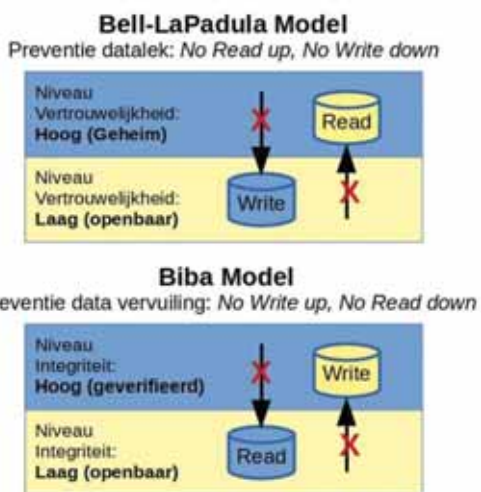 Bell-LaPadula Model
Preventie datalek: No Read up, No Write down
Niveau
Vertrouwelijkheid:
Hoog (Geheim)
Read
Niveau
Vertrouwelijkheid:
Laag (openbaar)
Write
Biba Model
eventie data vervuiling: No Write up, No Read down
Niveau
Integriteit:
Hoog (geverifieerd)
Write
Niveau
Integriteit:
Laag (openbaar)
Read